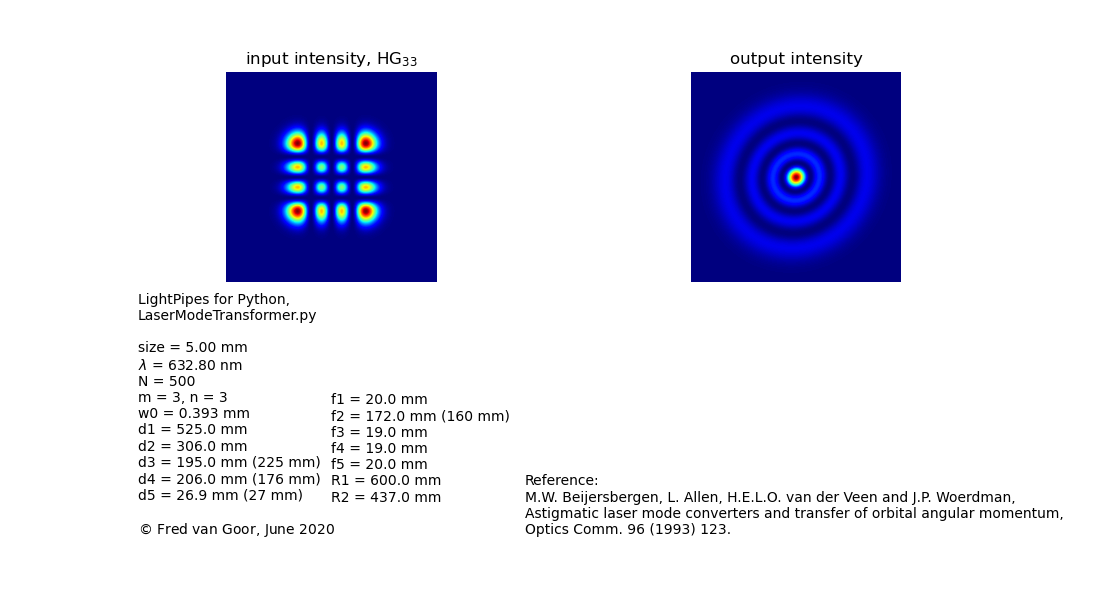 input intensity, HG₃₃
output intensity
LightPipes for Python,
LaserModeTransformer.py
size = 5.00 mm
λ = 632.80 nm
N = 500
m = 3, n = 3
w0 = 0.393 mm
d1 = 525.0 mm
d2 = 306.0 mm
d3 = 195.0 mm (225 mm)
d4 = 206.0 mm (176 mm)
d5 = 26.9 mm (27 mm)
© Fred van Goor, June 2020
f1 = 20.0 mm
f2 = 172.0 mm (160 mm)
f3 = 19.0 mm
f4 = 19.0 mm
f5 = 20.0 mm
R1 = 600.0 mm
R2 = 437.0 mm
Reference:
M.W. Beijersbergen, L. Allen, H.E.L.O. van der Veen and J.P. Woerdman,
Astigmatic laser mode converters and transfer of orbital angular momentum,
Optics Comm. 96 (1993) 123.